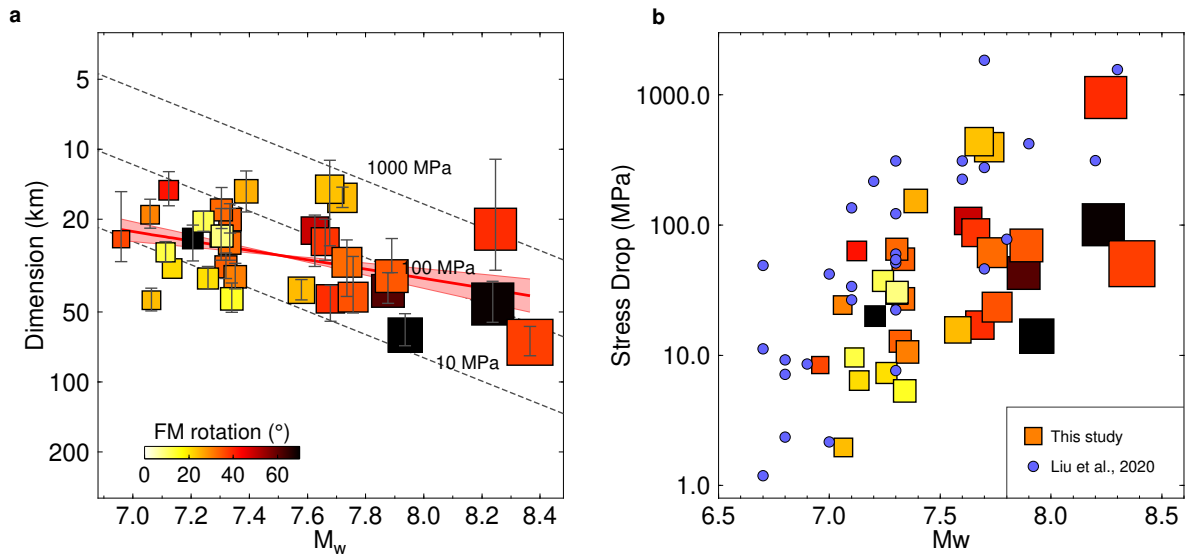 a
5
10
20
50
100
200
Dimension (km)
1000 MPa
100 MPa
10 MPa
FM rotation (°)
0 20 40 60
7.0 7.2 7.4 7.6 7.8 8.0 8.2 8.4
Mw
b
1000.0
100.0
10.0
1.0
Stress Drop (MPa)
This study
Liu et al., 2020
6.5 7.0 7.5 8.0 8.5
Mw